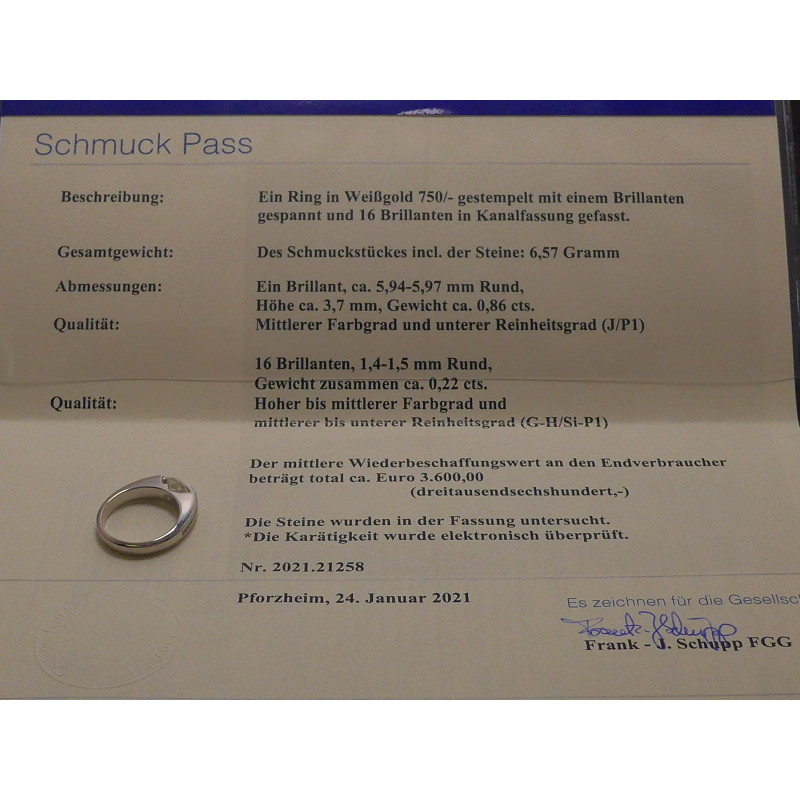 Schmuck Pass
Beschreibung: Ein Ring in Weißgold 750/- gestempelt mit einem Brillanten
gespannt und 16 Brillanten in Kanalfassung gefasst.
Gesamtgewicht: Des Schmuckstückes incl. der Steine: 6,57 Gramm
Abmessungen: Ein Brillant, ca. 5,94-5,97 mm Rund,
Höhe ca. 3,7 mm, Gewicht ca. 0,86 cts.
Qualität: Mittlerer Farbgrad und unterer Reinheitsgrad (J/P1)
16 Brillanten, 1,4-1,5 mm Rund,
Gewicht zusammen ca. 0,22 cts.
Qualität: Hoher bis mittlerer Farbgrad und
mittlerer bis unterer Reinheitsgrad (G-H/Si-P1)
Der mittlere Wiederbeschaffungswert an den Endverbraucher
beträgt total ca. Euro 3.600,00
(dreitausendsechshundert,-)
Die Steine wurden in der Fassung untersucht.
*Die Karätigkeit wurde elektronisch überprüft.
Nr. 2021.21258
Pforzheim, 24. Januar 2021
Es zeichnen für die Gesellsch
Frank - J. Schupp FGG